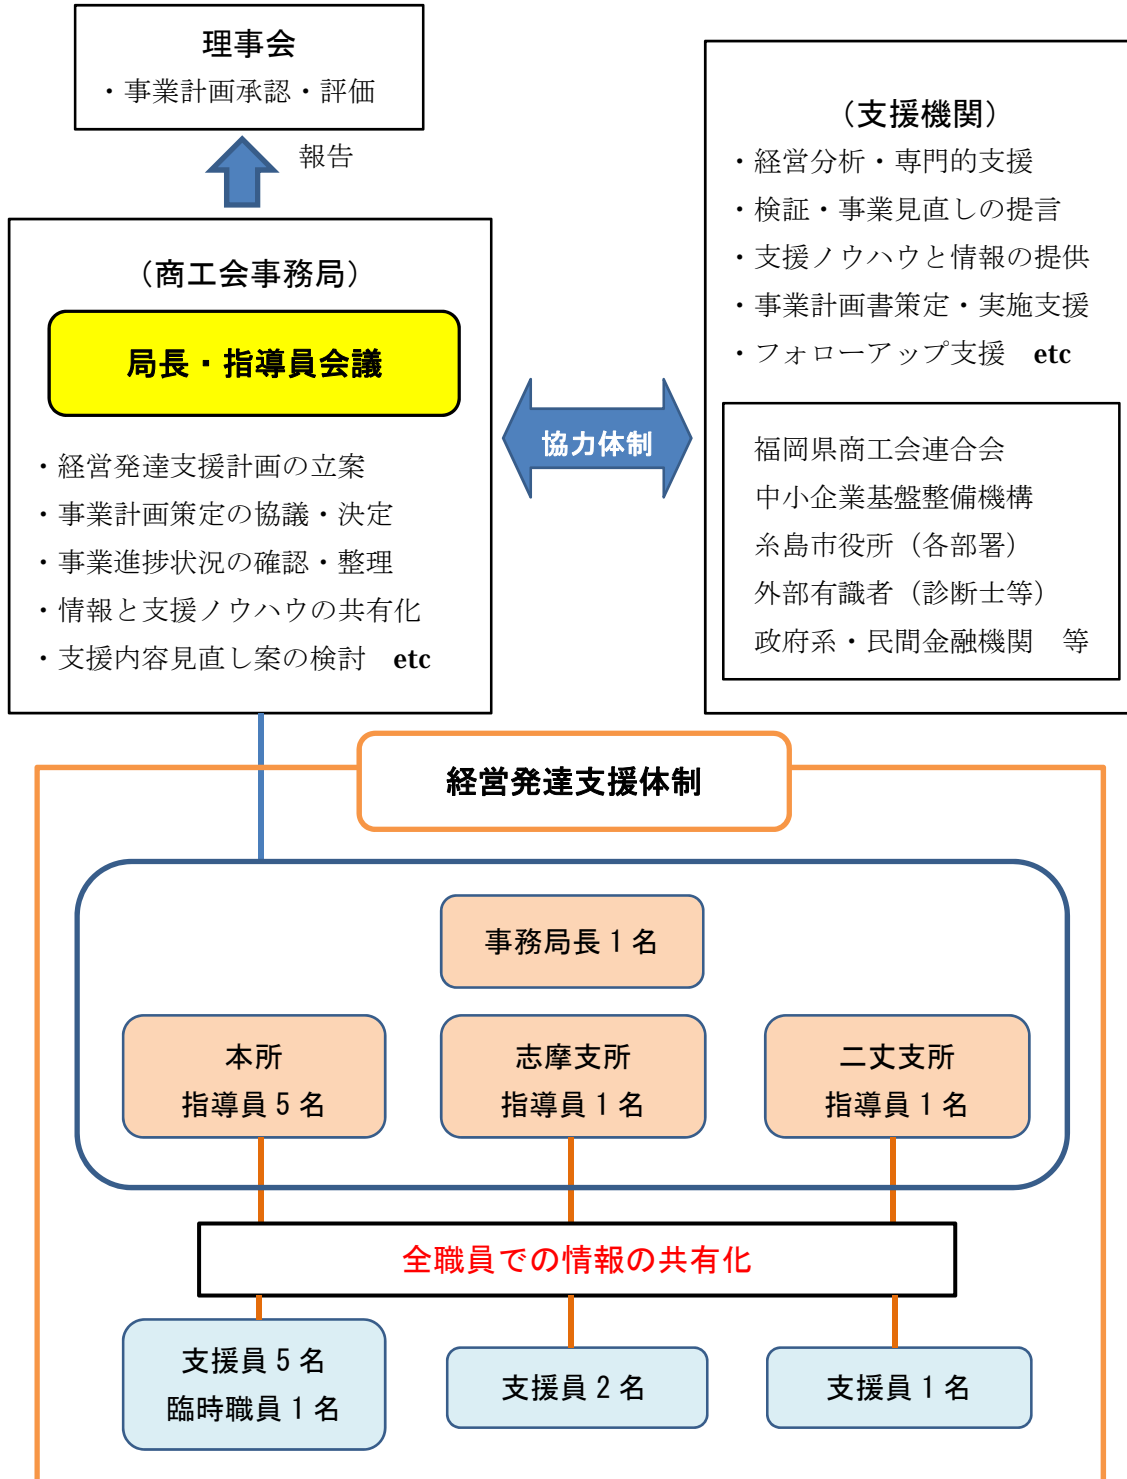 理事会
・事業計画承認・評価
報告
(商工会事務局)
局長・指導員会議
・経営発達支援計画の立案
・事業計画策定の協議・決定
・事業進捗状況の確認・整理
・情報と支援ノウハウの共有化
・支援内容見直し案の検討　etc
協力体制
(支援機関)
・経営分析・専門的支援
・検証・事業見直しの提言
・支援ノウハウと情報の提供
・事業計画書策定・実施支援
・フォローアップ支援　etc
福岡県商工会連合会
中小企業基盤整備機構
糸島市役所（各部署）
外部有識者（診断士等）
政府系・民間金融機関　等
経営発達支援体制
事務局長 1 名
本所
指導員 5 名
志摩支所
指導員 1 名
二丈支所
指導員 1 名
全職員での情報の共有化
支援員 5 名
臨時職員 1 名
支援員 2 名
支援員 1 名